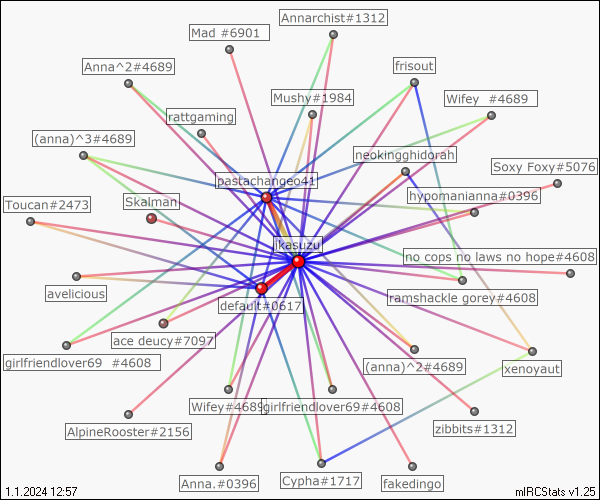 Annarchist#1312
Mad #6901
frisout
Anna^2#4689
Mushy#1984
Wifey  #4689
rattgaming
(anna)^3#4689
neokingghidorah
Soxy Foxy#5076
pastachangeo41
hypomanianna#0396
Toucan#2473
Skalman
ikasuzu
no cops no laws no hope#4608
avelicious
ramshackle gorey#4608
default#0617
ace deucy#7097
girlfriendlover69  #4608
(anna)^2#4689
xenoyaut
Wifey#4689
girlfriendlover69#4608
AlpineRooster#2156
zibbits#1312
Anna.#0396
Cypha#1717
fakedingo
1.1.2024 12:57
mIRCStats v1.25